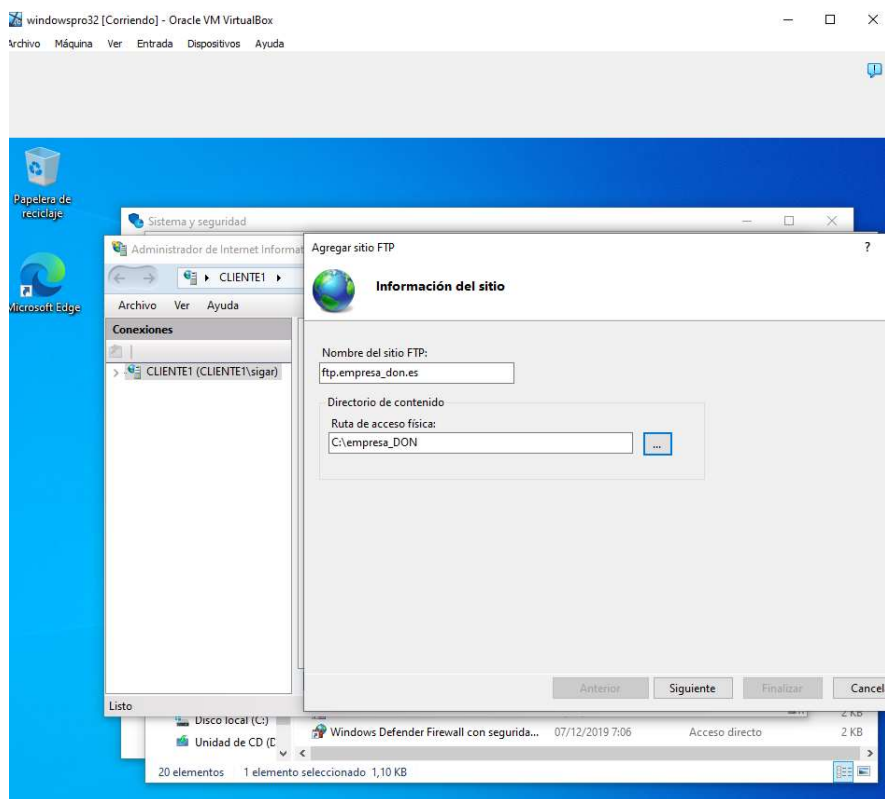 windowspro32 [Corriendo] - Oracle VM VirtualBox
Archivo Máquina Ver Entrada Dispositivos Ayuda
Papelera de
reciclaje
Microsoft Edge
Sistema y seguridad
Administrador de Internet Informat
CLIENTE1
Archivo Ver Ayuda
Conexiones
CLIENTE1 (CLIENTE1\sigar)
Listo
Agregar sitio FTP
?
Información del sitio
Nombre del sitio FTP:
ftp.empresa_don.es
Directorio de contenido
Ruta de acceso física:
C:\empresa_DON
...
Anterior Siguiente Finalizar Cancel
Disco local (C:)
2 KB
Unidad de CD (D
Windows Defender Firewall con segurida... 07/12/2019 7:06 Acceso directo 2 KB
20 elementos 1 elemento seleccionado 1,10 KB